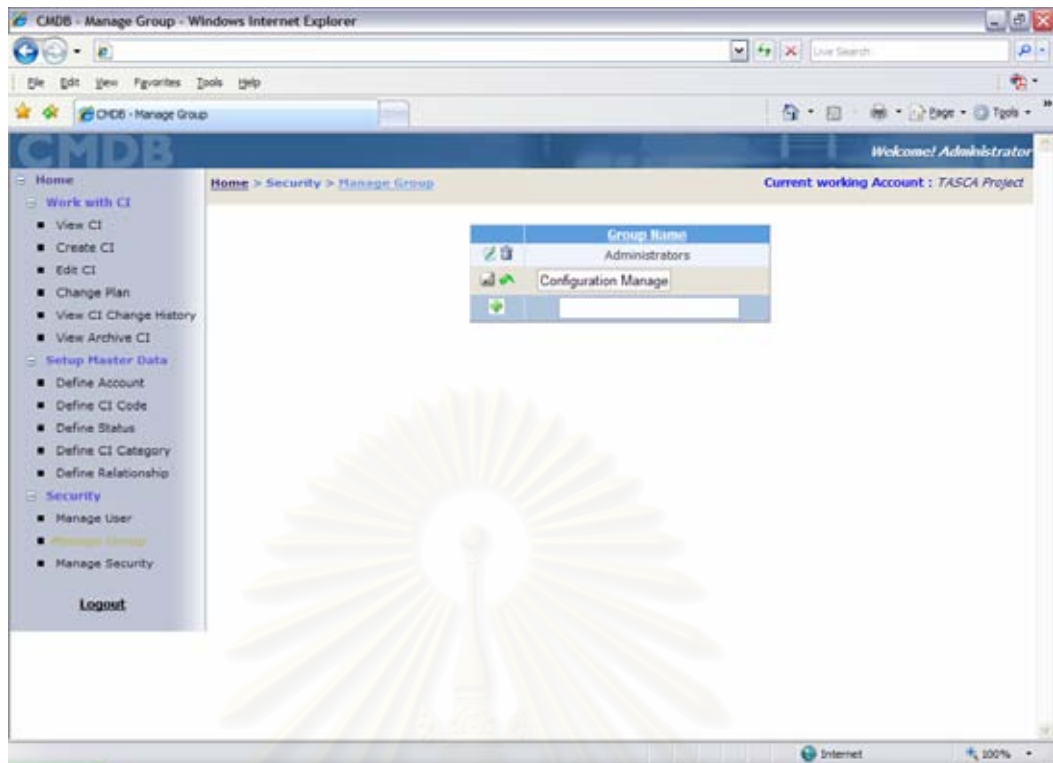 CMDB - Manage Group - Windows Internet Explorer
Live Search
File Edit View Favorites Tools Help
CMDB - Manage Group
Page Tools
CMDB
Welcome! Administrator
Home > Security > Manage Group
Current working Account : TASCA Project
Home
Work with CI
View CI
Create CI
Edit CI
Change Plan
View CI Change History
View Archive CI
Setup Master Data
Define Account
Define CI Code
Define Status
Define CI Category
Define Relationship
Security
Manage User
Manage Group
Manage Security
Logout
Group Name
Administrators
Configuration Manage
Internet
100%